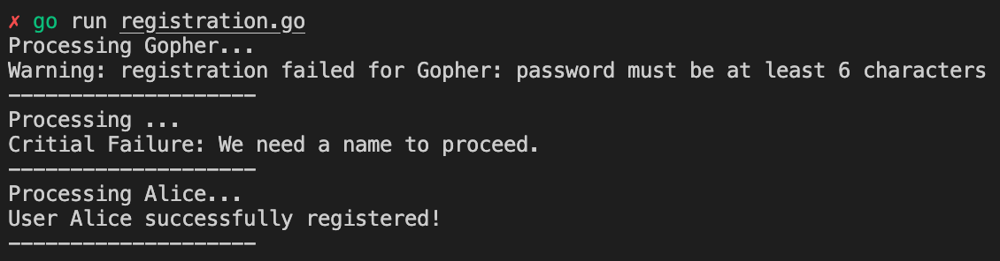 ✗ go run registration.go
Processing Gopher...
Warning: registration failed for Gopher: password must be at least 6 characters
--------------------
Processing ...
Critial Failure: We need a name to proceed.
--------------------
Processing Alice...
User Alice successfully registered!
--------------------